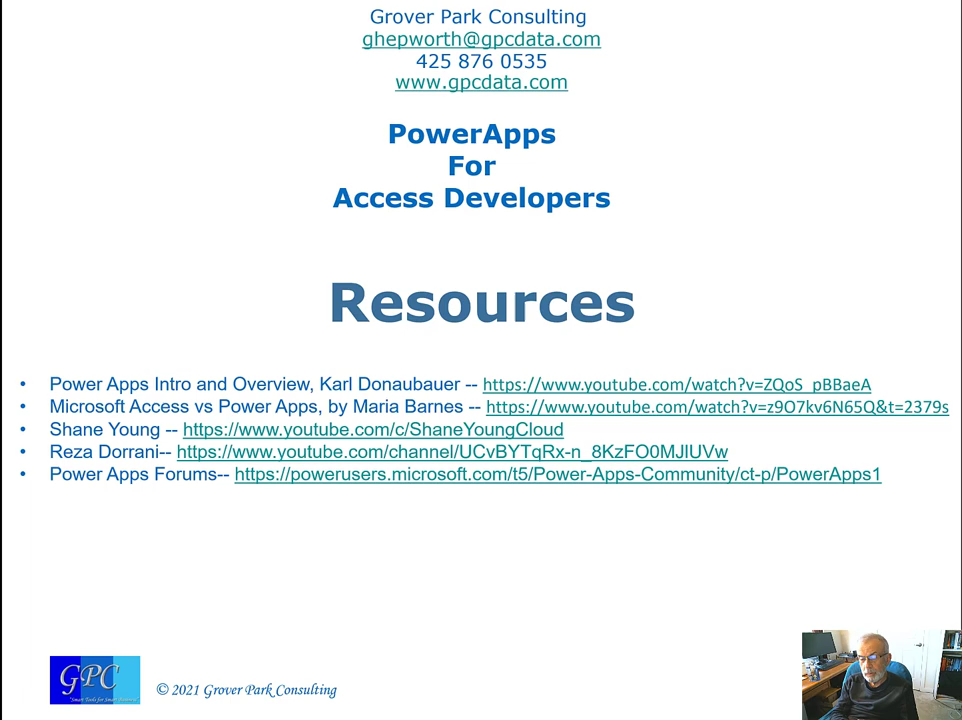 Grover Park Consulting
ghepworth@gpcdata.com
425 876 0535
www.gpcdata.com
PowerApps
For
Access Developers
Resources
• Power Apps Intro and Overview, Karl Donaubauer -- https://www.youtube.com/watch?v=ZQoS_pBBaeA
• Microsoft Access vs Power Apps, by Maria Barnes -- https://www.youtube.com/watch?v=z9O7kv6N65Q&t=2379s
• Shane Young -- https://www.youtube.com/c/ShaneYoungCloud
• Reza Dorrani-- https://www.youtube.com/channel/UCvBYTqRx-n_8KzFO0MJlUVw
• Power Apps Forums-- https://powerusers.microsoft.com/t5/Power-Apps-Community/ct-p/PowerApps1
GPC
"Smart Tools for Smart
© 2021 Grover Park Consulting